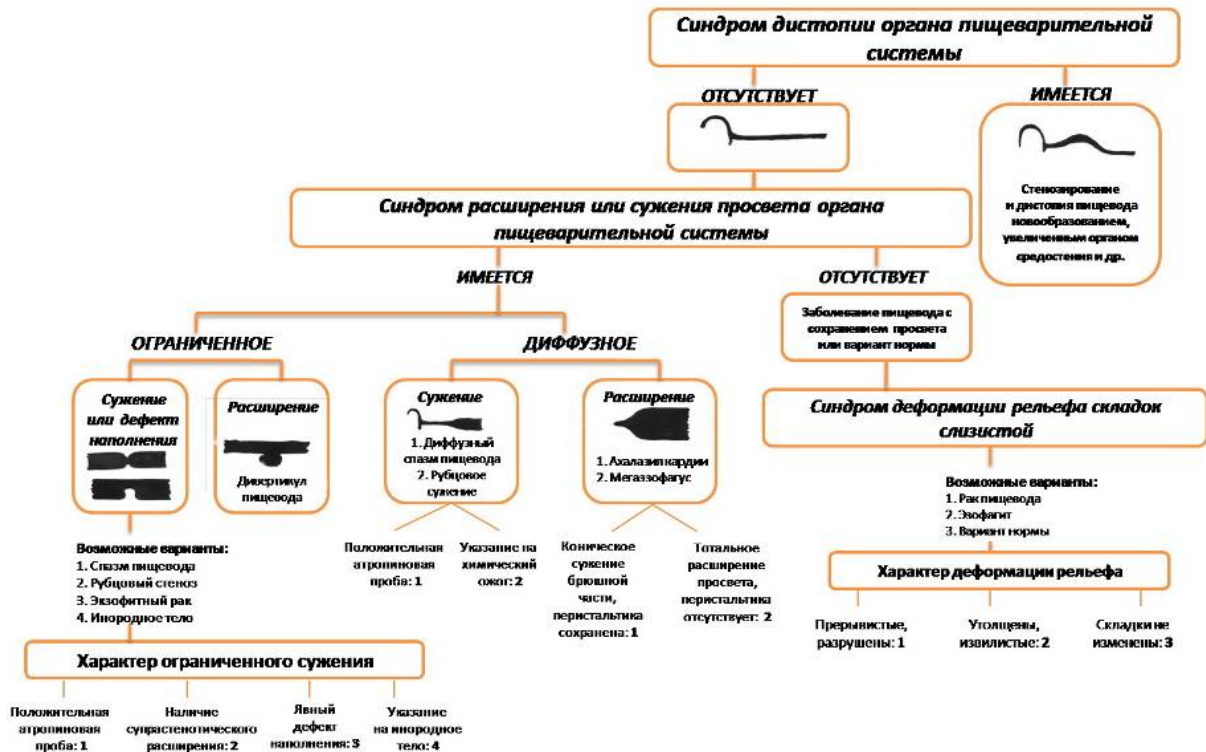 Синдром дистопии органа пищеварительной
системы
ОТСУТСТВУЕТ
ИМЕЕТСЯ
Стенозирование
и дистопия пищевода
новообразованием,
увеличенным органом
средостения и др.
Синдром расширения или сужения просвета органа
пищеварительной системы
ИМЕЕТСЯ
ОТСУТСТВУЕТ
Заболевание пищевода с
сохранением просвета
или вариант нормы
ОГРАНИЧЕННОЕ
ДИФФУЗНОЕ
Сужение
или дефект
наполнения
Расширение
Дивертикул
пищевода
Сужение
1. Диффузный
спазм пищевода
2. Рубцовое
сужение
Расширение
1. Ахалазия кардии
2. Мегаэзофагус
Синдром деформации рельефа складок
слизистой
Возможные варианты:
1. Рак пищевода
2. Эзофагит
3. Вариант нормы
Возможные варианты:
1. Спазм пищевода
2. Рубцовый стеноз
3. Экзофитный рак
4. Инородное тело
Положительная
атропиновая
проба: 1
Указание на
химический
ожог: 2
Коническое
сужение
брюшной
части,
перистальтика
сохранена: 1
Тотальное
расширение
просвета,
перистальтика
отсутствует: 2
Характер деформации рельефа
Прерывистые,
разрушены: 1
Утолщены,
извилистые: 2
Складки не
изменены: 3
Характер ограниченного сужения
Положительная
атропиновая
проба: 1
Наличие
супрастенотического
расширения: 2
Явный
дефект
наполнения: 3
Указание
на инородное
тело: 4